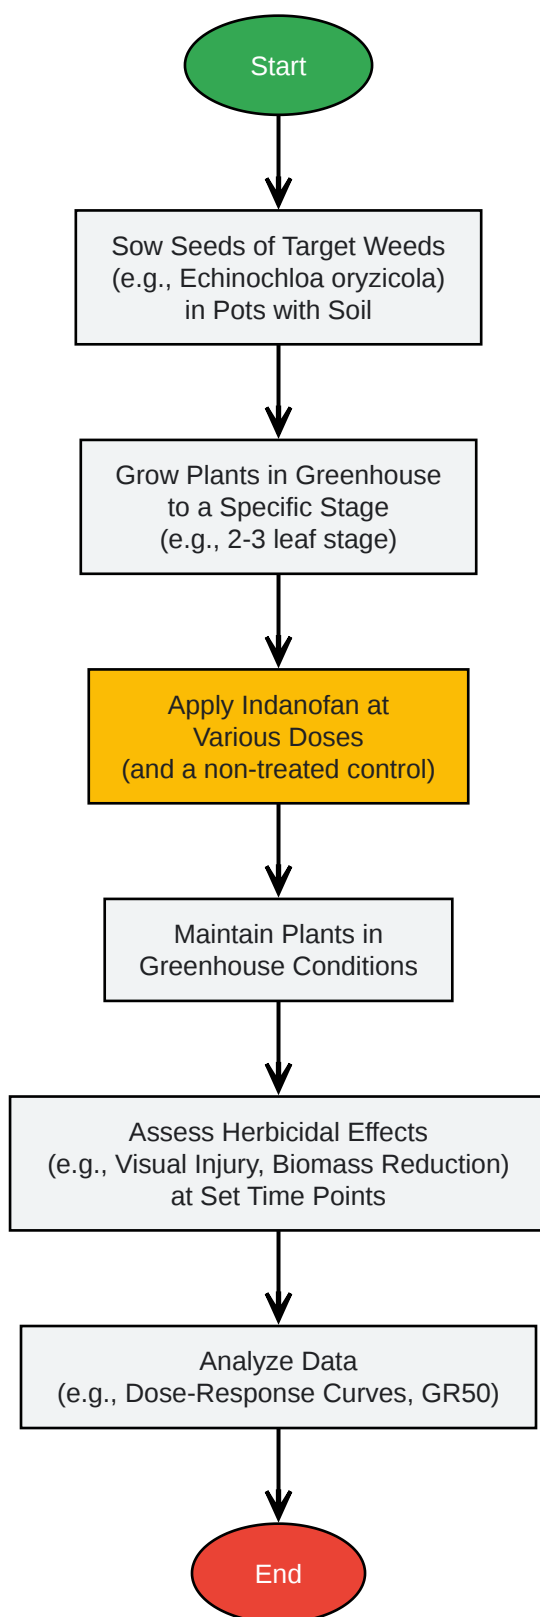 Start
Sow Seeds of Target Weeds
(e.g., Echinochloa oryzicola)
in Pots with Soil
Grow Plants in Greenhouse
to a Specific Stage
(e.g., 2-3 leaf stage)
Apply Indanofan at
Various Doses
(and a non-treated control)
Maintain Plants in
Greenhouse Conditions
Assess Herbicidal Effects
(e.g., Visual Injury, Biomass Reduction)
at Set Time Points
Analyze Data
(e.g., Dose-Response Curves, GR50)
End